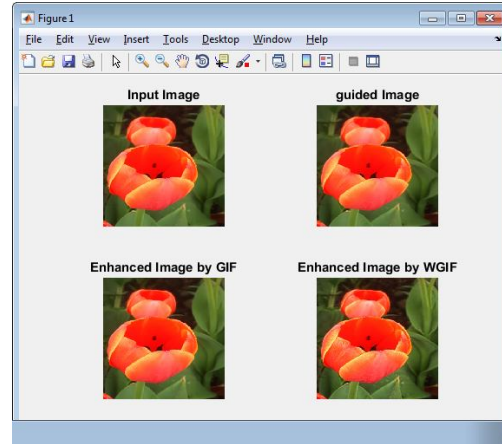 Figure 1
File Edit View Insert Tools Desktop Window Help
Input Image guided Image
Enhanced Image by GIF Enhanced Image by WGIF